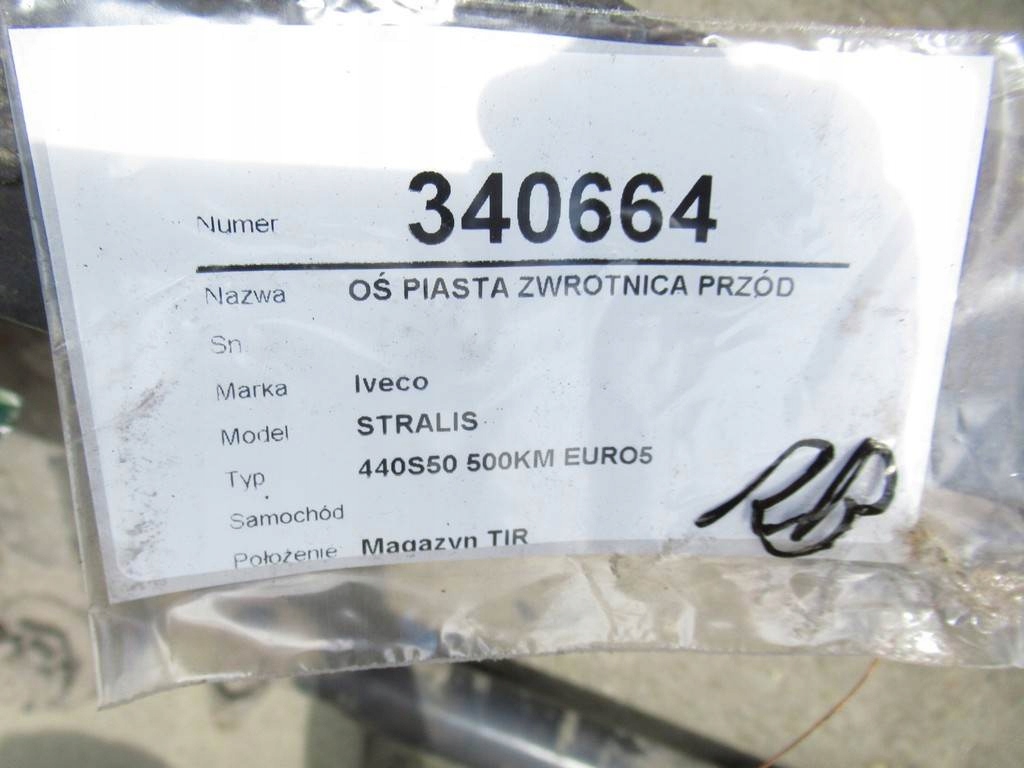 Numer 340664
Nazwa OŚ PIASTA ZWROTNICA PRZÓD
Sn
Marka Iveco
Model STRALIS
Typ 440S50 500KM EURO5
Samochód
Położenie Magazyn TIR